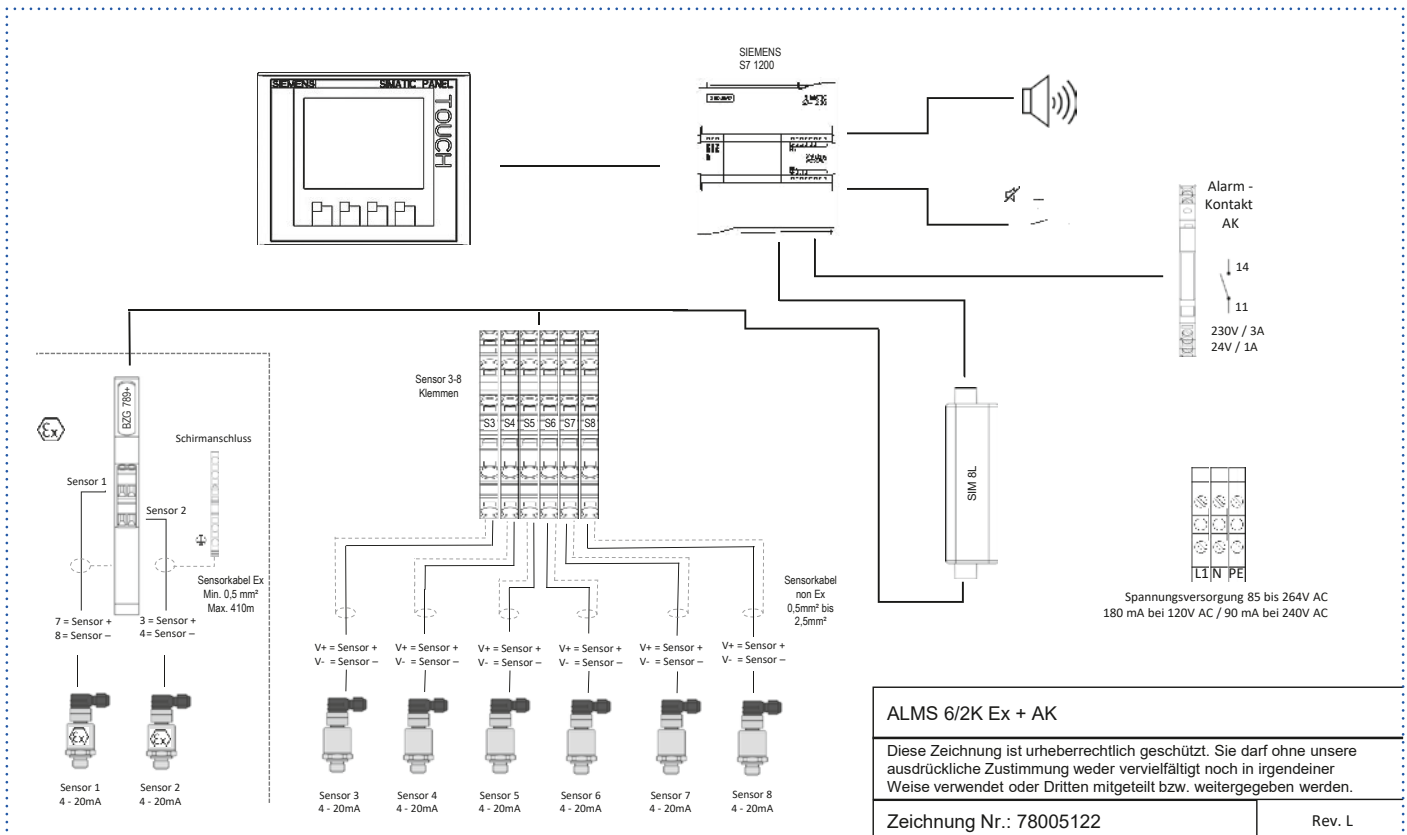 SIEMENS
S7 1200
SIEMENS SIMATIC PANEL
TOUCH
Alarm -
Kontakt
AK
14
11
230V / 3A
24V / 1A
Sensor 3-8
Klemmen
S3 S4 S5 S6 S7 S8
BZG 789+
Ex
Schirmanschluss
Sensor 1
Sensor 2
Sensorkabel Ex
Min. 0,5 mm²
Max. 410m
7 = Sensor +
8 = Sensor –
3 = Sensor +
4= Sensor –
SIM 8L
L1 N PE
Spannungsversorgung 85 bis 264V AC
180 mA bei 120V AC / 90 mA bei 240V AC
Sensorkabel
non Ex
0,5mm² bis
2,5mm²
V+ = Sensor +
V- = Sensor –
V+ = Sensor +
V- = Sensor –
V+ = Sensor +
V- = Sensor –
V+ = Sensor +
V- = Sensor –
V+ = Sensor +
V- = Sensor –
V+ = Sensor +
V- = Sensor –
Ex
Ex
Sensor 1
4 - 20mA
Sensor 2
4 - 20mA
Sensor 3
4 - 20mA
Sensor 4
4 - 20mA
Sensor 5
4 - 20mA
Sensor 6
4 - 20mA
Sensor 7
4 - 20mA
Sensor 8
4 - 20mA
ALMS 6/2K Ex + AK
Diese Zeichnung ist urheberrechtlich geschützt. Sie darf ohne unsere
ausdrückliche Zustimmung weder vervielfältigt noch in irgendeiner
Weise verwendet oder Dritten mitgeteilt bzw. weitergegeben werden.
Zeichnung Nr.: 78005122
Rev. L